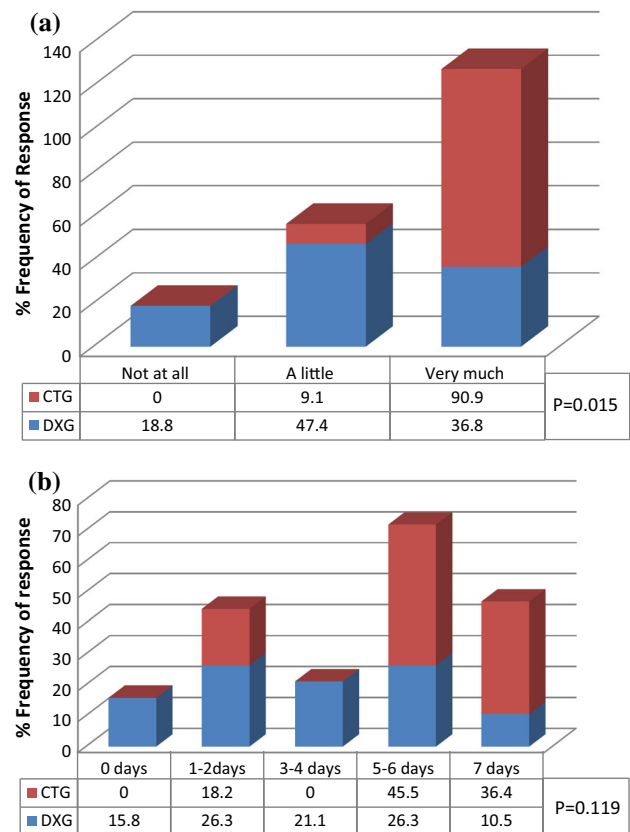 (a)
% Frequency of Response
140
120
100
80
60
40
20
0
Not at all A little Very much
CTG 0 9.1 90.9
DXG 18.8 47.4 36.8
P=0.015
(b)
% Frequency of response
80
70
60
50
40
30
20
10
0
0 days 1-2days 3-4 days 5-6 days 7 days
CTG 0 18.2 0 45.5 36.4
DXG 15.8 26.3 21.1 26.3 10.5
P=0.119